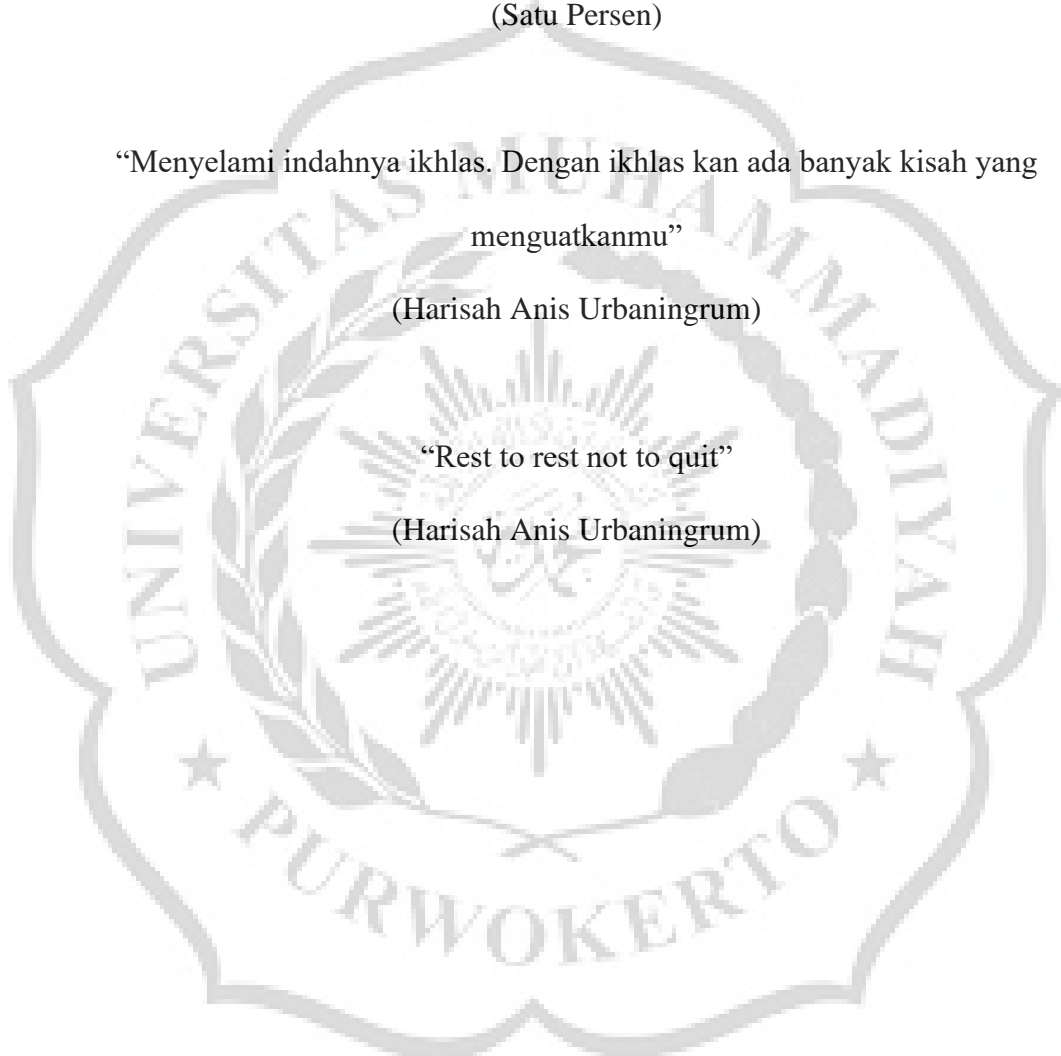 (Satu Persen)
“Menyelami indahnya ikhlas. Dengan ikhlas kan ada banyak kisah yang
menguatkanmu”
(Harisah Anis Urbaningrum)
“Rest to rest not to quit”
(Harisah Anis Urbaningrum)
UNIVERSITAS MUHAMMADIYAH
PURWOKERTO